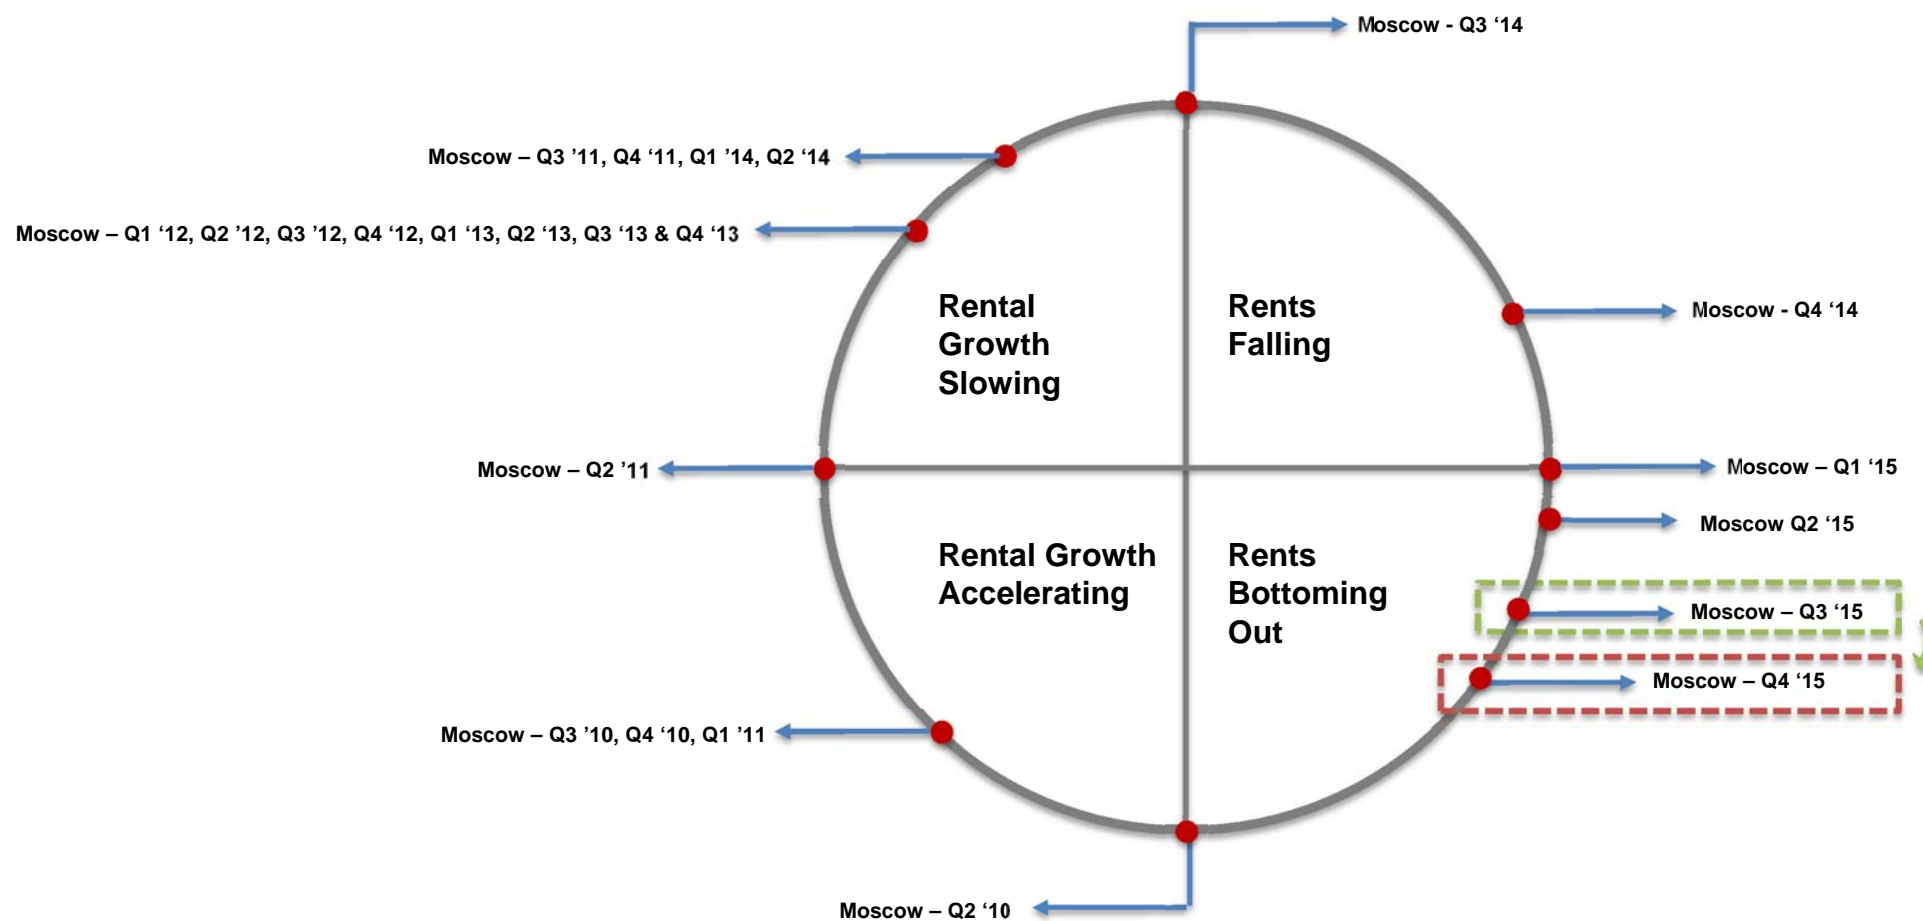 Moscow - Q3 ‘14
Moscow – Q3 ’11, Q4 ‘11, Q1 ’14, Q2 ‘14
Moscow – Q1 ‘12, Q2 ’12, Q3 ’12, Q4 ‘12, Q1 ‘13, Q2 ‘13, Q3 ‘13 & Q4 ‘13
Rental
Growth
Slowing
Rents
Falling
Moscow - Q4 ‘14
Moscow – Q2 ’11
Moscow – Q1 ‘15
Moscow Q2 ‘15
Rental Growth
Accelerating
Rents
Bottoming
Out
Moscow – Q3 ‘15
Moscow – Q4 ‘15
Moscow – Q3 ’10, Q4 ‘10, Q1 ’11
Moscow – Q2 ‘10